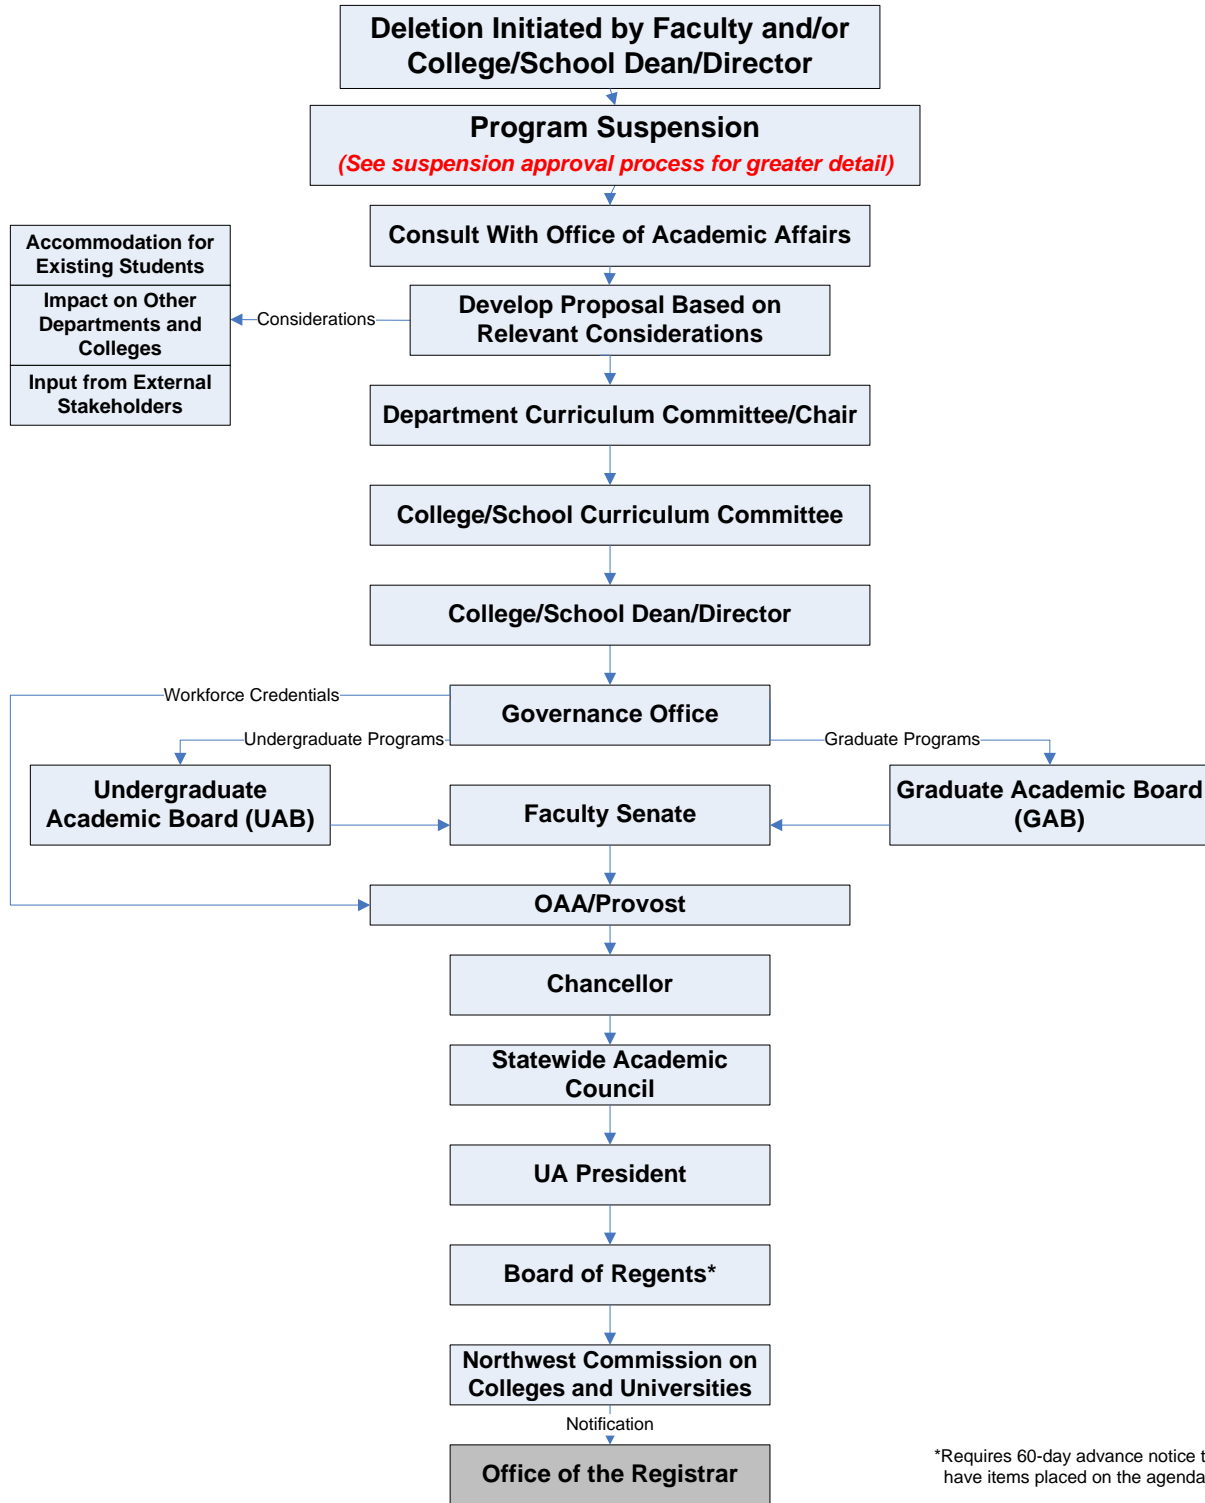 Deletion Initiated by Faculty and/or
College/School Dean/Director
Program Suspension
(See suspension approval process for greater detail)
Consult With Office of Academic Affairs
Accommodation for
Existing Students
Impact on Other
Departments and
Colleges
Input from External
Stakeholders
Considerations
Develop Proposal Based on
Relevant Considerations
Department Curriculum Committee/Chair
College/School Curriculum Committee
College/School Dean/Director
Workforce Credentials
Governance Office
Undergraduate Programs
Graduate Programs
Undergraduate
Academic Board (UAB)
Faculty Senate
Graduate Academic Board
(GAB)
OAA/Provost
Chancellor
Statewide Academic
Council
UA President
Board of Regents*
Northwest Commission on
Colleges and Universities
Notification
Office of the Registrar
*Requires 60-day advance notice t
have items placed on the agenda